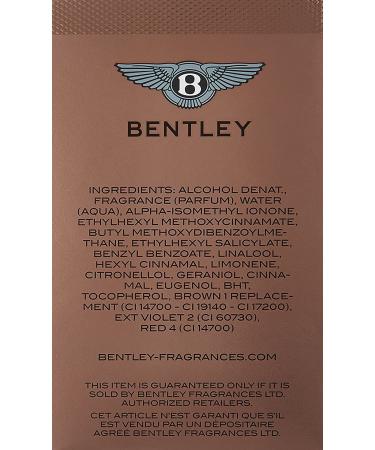 B
BENTLEY
INGREDIENTS: ALCOHOL DENAT.,
FRAGRANCE (PARFUM), WATER
(AQUA), ALPHA-ISOMETHYL IONONE,
ETHYLHEXYL METHOXYCINNAMATE,
BUTYL METHOXYDIBENZOYLME-
THANE, ETHYLHEXYL SALICYLATE,
BENZYL BENZOATE, LINALOOL,
HEXYL CINNAMAL, LIMONENE,
CITRONELLOL, GERANIOL, CINNA-
MAL, EUGENOL, BHT,
TOCOPHEROL, BROWN 1 REPLACE-
MENT (CI 14700 - CI 19140 - CI 17200),
EXT VIOLET 2 (CI 60730),
RED 4 (CI 14700)
BENTLEY-FRAGRANCES.COM
THIS ITEM IS GUARANTEED ONLY IF IT IS
SOLD BY BENTLEY FRAGRANCES LTD.
AUTHORIZED RETAILERS.
CET ARTICLE N'EST GARANTI QUE S'IL
EST VENDU PAR UN DÉPOSITAIRE
AGRÉÉ BENTLEY FRAGRANCES LTD.